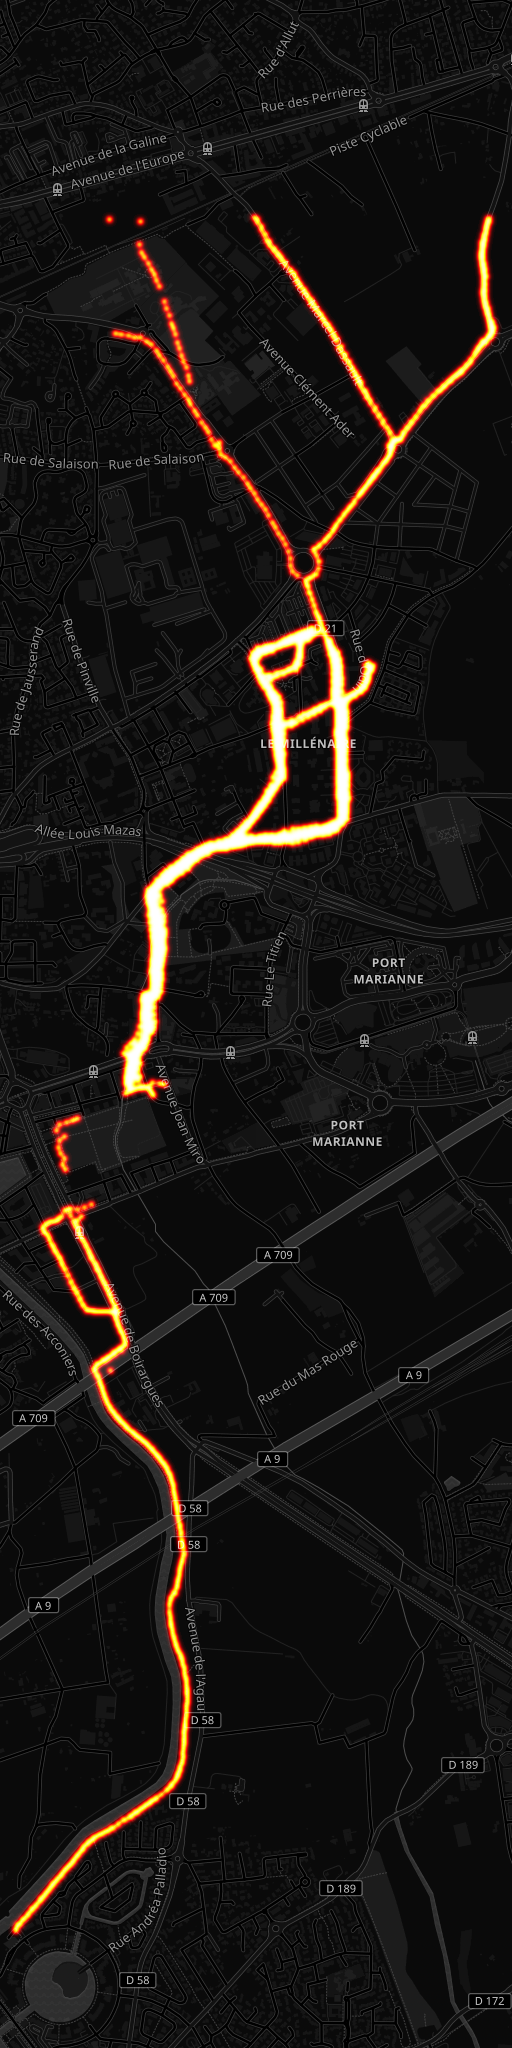 Rue d'Allut
Rue des Perrières
Piste Cyclable
Avenue de la Galine
Avenue de l'Europe
Avenue Clément Ader
Rue de Salaison
Rue de Salaison
Rue de Jausserand
Rue de Pinville
LE MILLÉNAIRE
Allée Louis Mazas
Rue Le Titien
PORT
MARIANNE
Avenue Joan Miro
PORT
MARIANNE
A 709
A 709
Avenue de Boirargues
Rue des Acconiers
Rue du Mas Rouge
A 9
A 709
A 9
D 58
D 58
A 9
Avenue de l'Agau
D 58
D 189
D 58
Rue Andréa Palladio
D 189
D 58
D 172